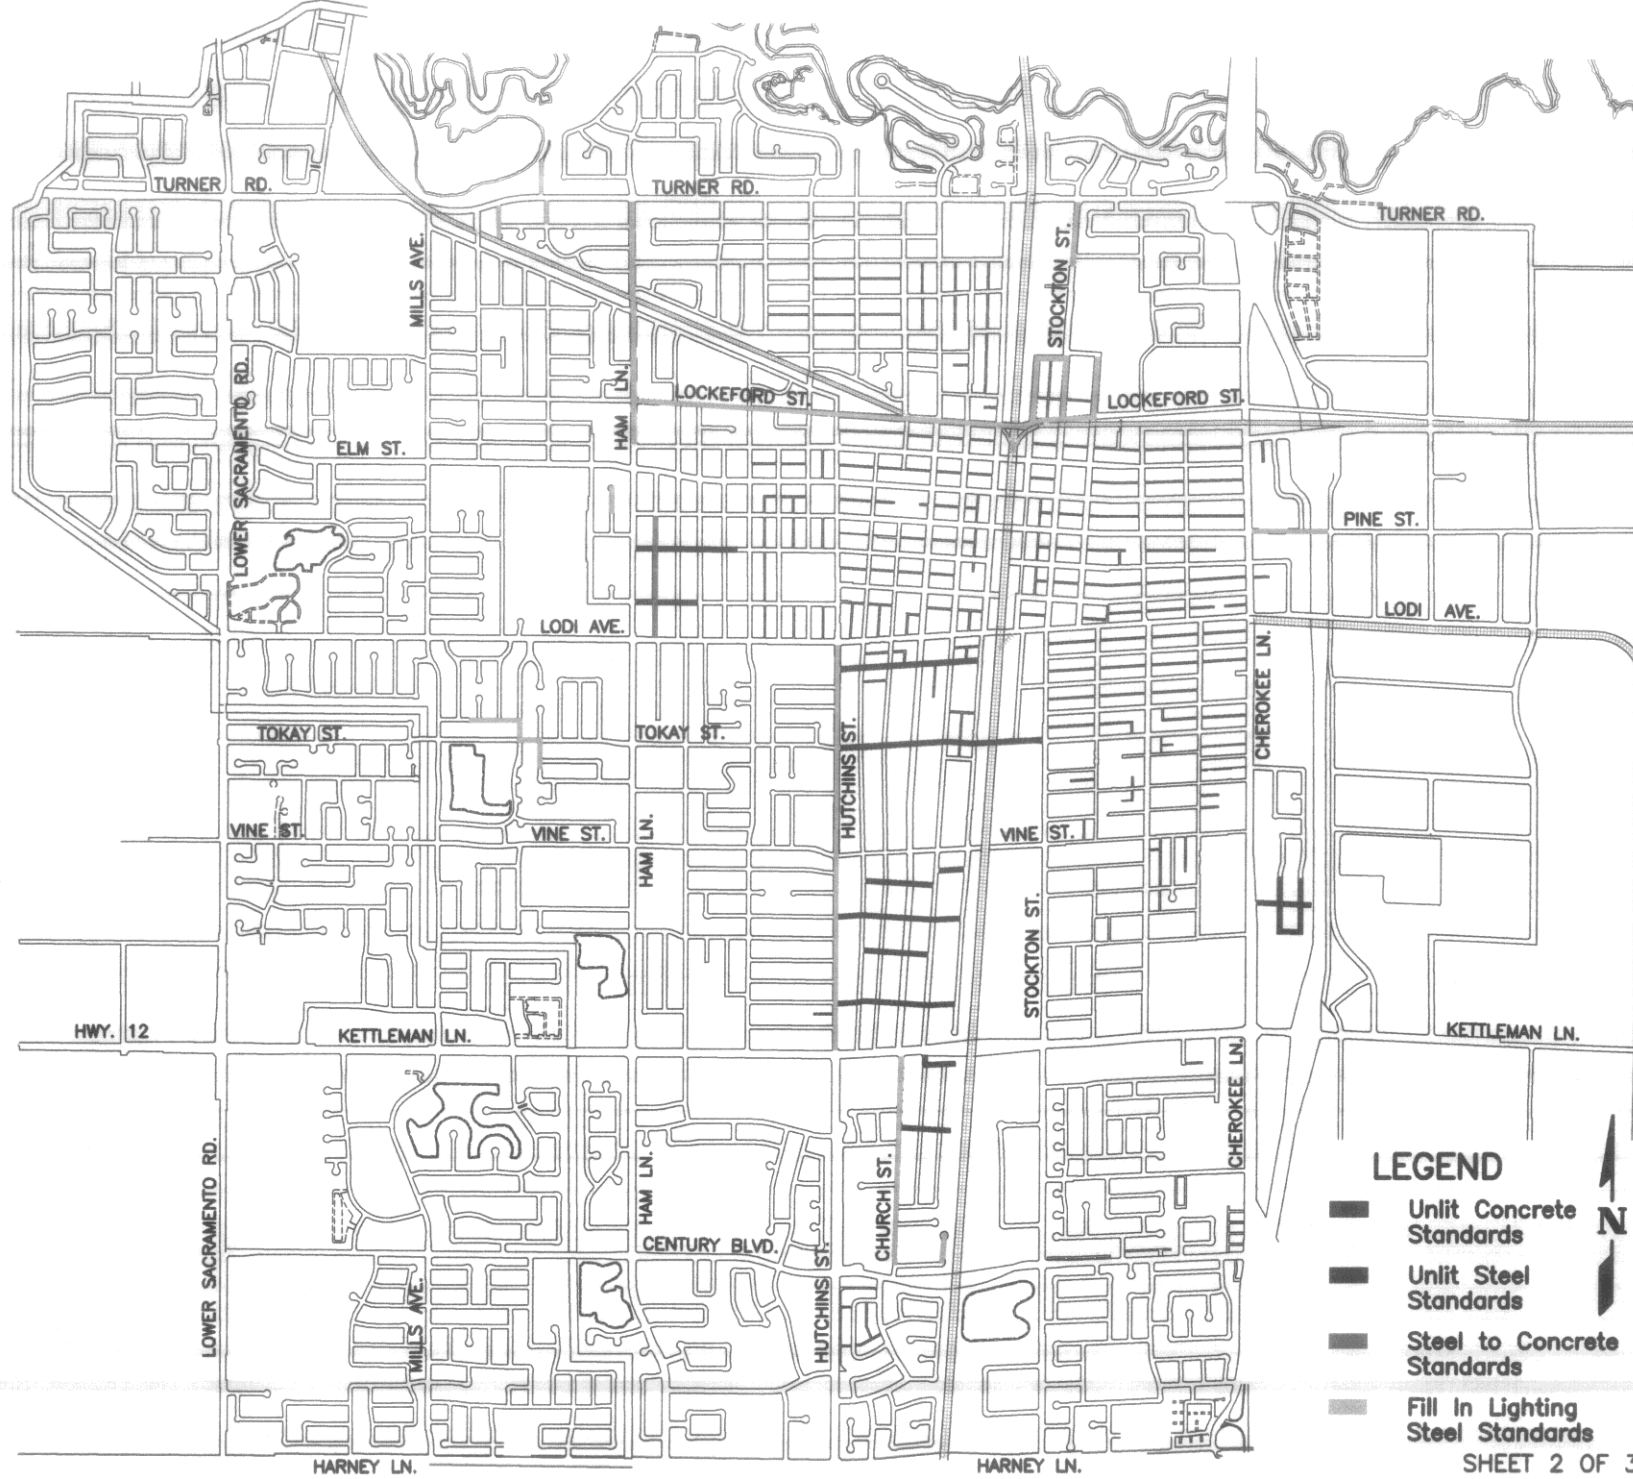 TURNER RD.
TURNER RD.
TURNER RD.
MILLS AVE.
STOCKTON ST.
LOWER SACRAMENTO RD.
HAM LN.
LOCKEFORD ST.
LOCKEFORD ST.
ELM ST.
PINE ST.
LODI AVE.
LODI AVE.
CHEROKEE LN.
TOKAY ST.
TOKAY ST.
HUTCHINS ST.
VINE ST.
VINE ST.
VINE ST.
HAM LN.
STOCKTON ST.
HWY. 12
KETTLEMAN LN.
KETTLEMAN LN.
CHEROKEE LN.
LOWER SACRAMENTO RD.
HAM LN.
CHURCH ST.
CENTURY BLVD.
HUTCHINS ST.
MILLS AVE.
HARNEY LN.
HARNEY LN.
LEGEND
Unlit Concrete
Standards
N
Unlit Steel
Standards
Steel to Concrete
Standards
Fill In Lighting
Steel Standards
SHEET 2 OF 3